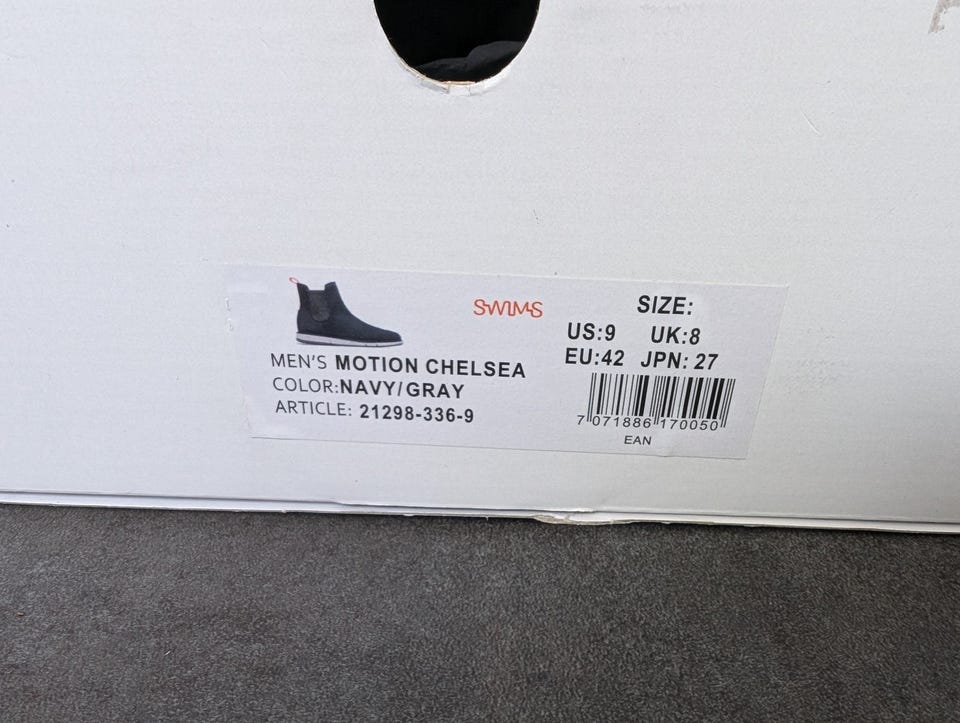 SWIMS
MEN'S MOTION CHELSEA
COLOR:NAVY/GRAY
ARTICLE: 21298-336-9
SIZE:
US:9 UK:8
EU:42 JPN: 27
7 071886 170050
EAN